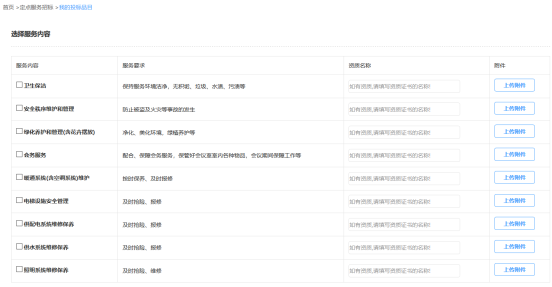 首页 >定点服务招标 >我的投标总目
选择服务内容
服务内容 服务要求 资质名称 附件
卫生保洁 保持服务环境洁净、无积垢、垃圾、水渍、污渍等 如有资质,请填写资质证书的名称! 上传附件
安全秩序维护和管理 防止被盗及火灾等事故的发生 如有资质,请填写资质证书的名称! 上传附件
绿化养护和管理(含花卉摆放) 净化、美化环境、绿植养护等 如有资质,请填写资质证书的名称! 上传附件
会务服务 配合、保障会务服务，保管好会议室室内各种物品、会议期间保障工作等 如有资质,请填写资质证书的名称! 上传附件
暖通系统(含空调系统)维护 按时保养、及时报修 如有资质,请填写资质证书的名称! 上传附件
电梯设施安全管理 及时抢险、报修 如有资质,请填写资质证书的名称! 上传附件
供配电系统维修保养 及时抢险、报修 如有资质,请填写资质证书的名称! 上传附件
供水系统维修保养 及时抢险、报修 如有资质,请填写资质证书的名称! 上传附件
照明系统维修保养 及时抢险、维修 如有资质,请填写资质证书的名称! 上传附件